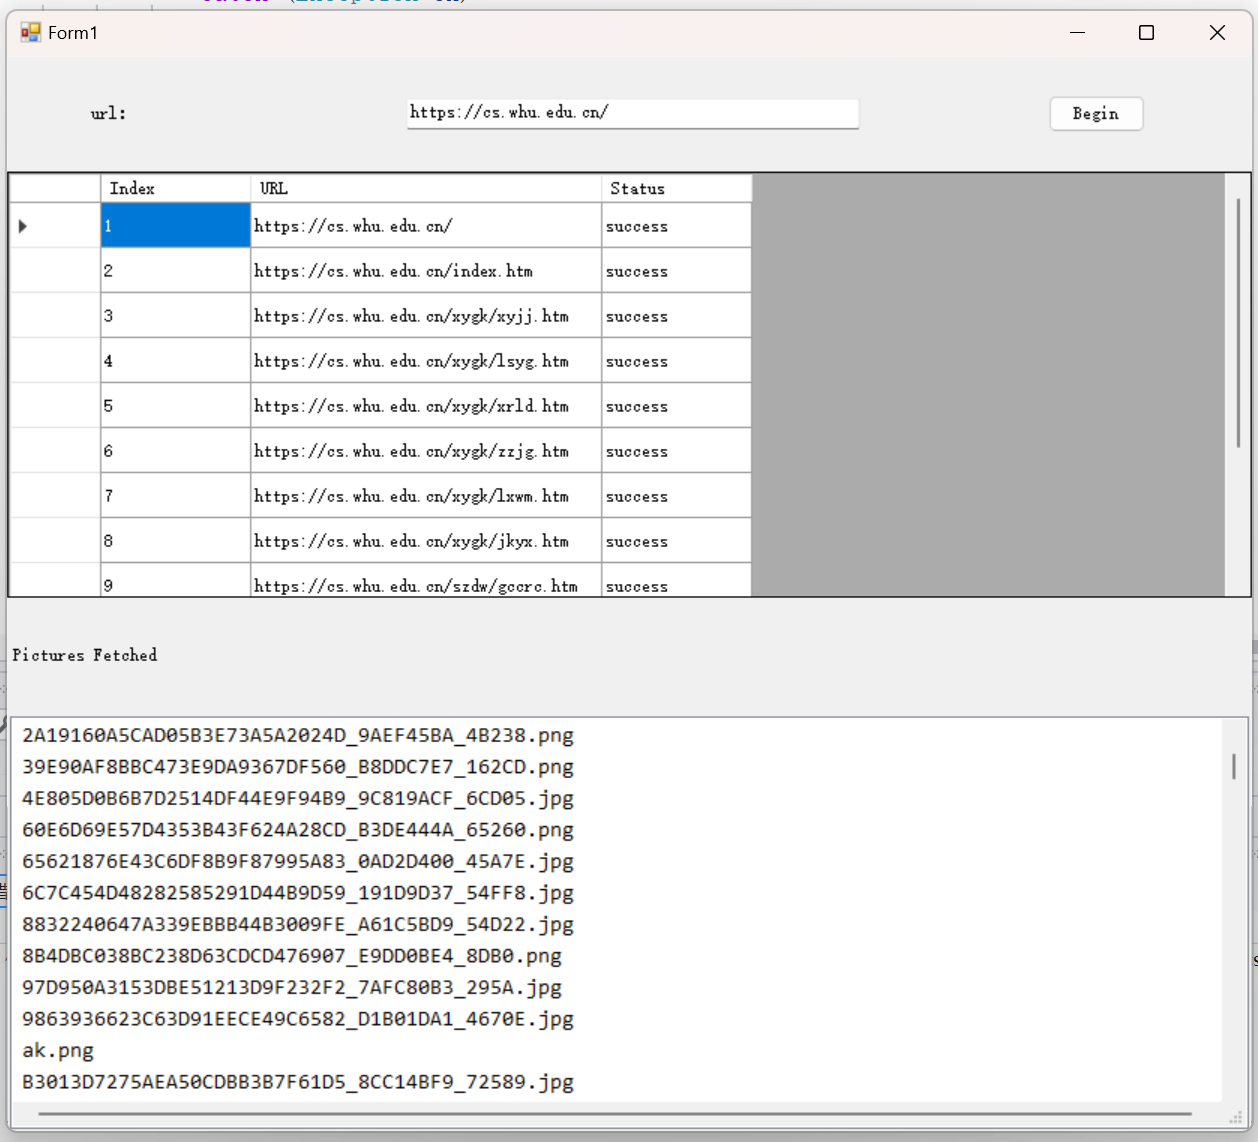 Form1
url: https://cs.whu.edu.cn/ Begin
Index URL Status
1 https://cs.whu.edu.cn/ success
2 https://cs.whu.edu.cn/index.htm success
3 https://cs.whu.edu.cn/xygk/xyjj.htm success
4 https://cs.whu.edu.cn/xygk/lsyg.htm success
5 https://cs.whu.edu.cn/xygk/xrld.htm success
6 https://cs.whu.edu.cn/xygk/zzjg.htm success
7 https://cs.whu.edu.cn/xygk/lxwm.htm success
8 https://cs.whu.edu.cn/xygk/jkyx.htm success
9 https://cs.whu.edu.cn/szdw/gccrc.htm success
Pictures Fetched
2A19160A5CAD05B3E73A5A2024D_9AEF45BA_4B238.png
39E90AF8BBC473E9DA9367DF560_B8DDC7E7_162CD.png
4E805D0B6B7D2514DF44E9F94B9_9C819ACF_6CD05.jpg
60E6D69E57D4353B43F624A28CD_B3DE444A_65260.png
65621876E43C6DF8B9F87995A83_0AD2D400_45A7E.jpg
6C7C454D48282585291D44B9D59_191D9D37_54FF8.jpg
8832240647A339EBBB44B3009FE_A61C5BD9_54D22.jpg
8B4DBC038BC238D63CDCD476907_E9DD0BE4_8DB0.png
97D950A3153DBE51213D9F232F2_7AFC80B3_295A.jpg
9863936623C63D91EECE49C6582_D1B01DA1_4670E.jpg
ak.png
B3013D7275AEA50CDBB3B7F61D5_8CC14BF9_72589.jpg